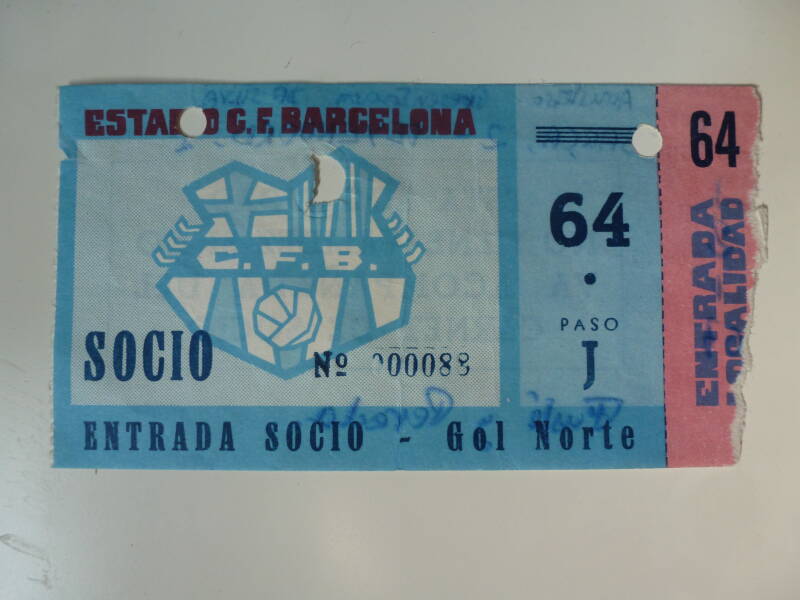 ESTADIO C.F. BARCELONA
C. F. B.
SOCIO
Nº 000088
64
PASO
J
ENTRADA SOCIO - Gol Norte
64
ENTRADA
LOCALIDAD